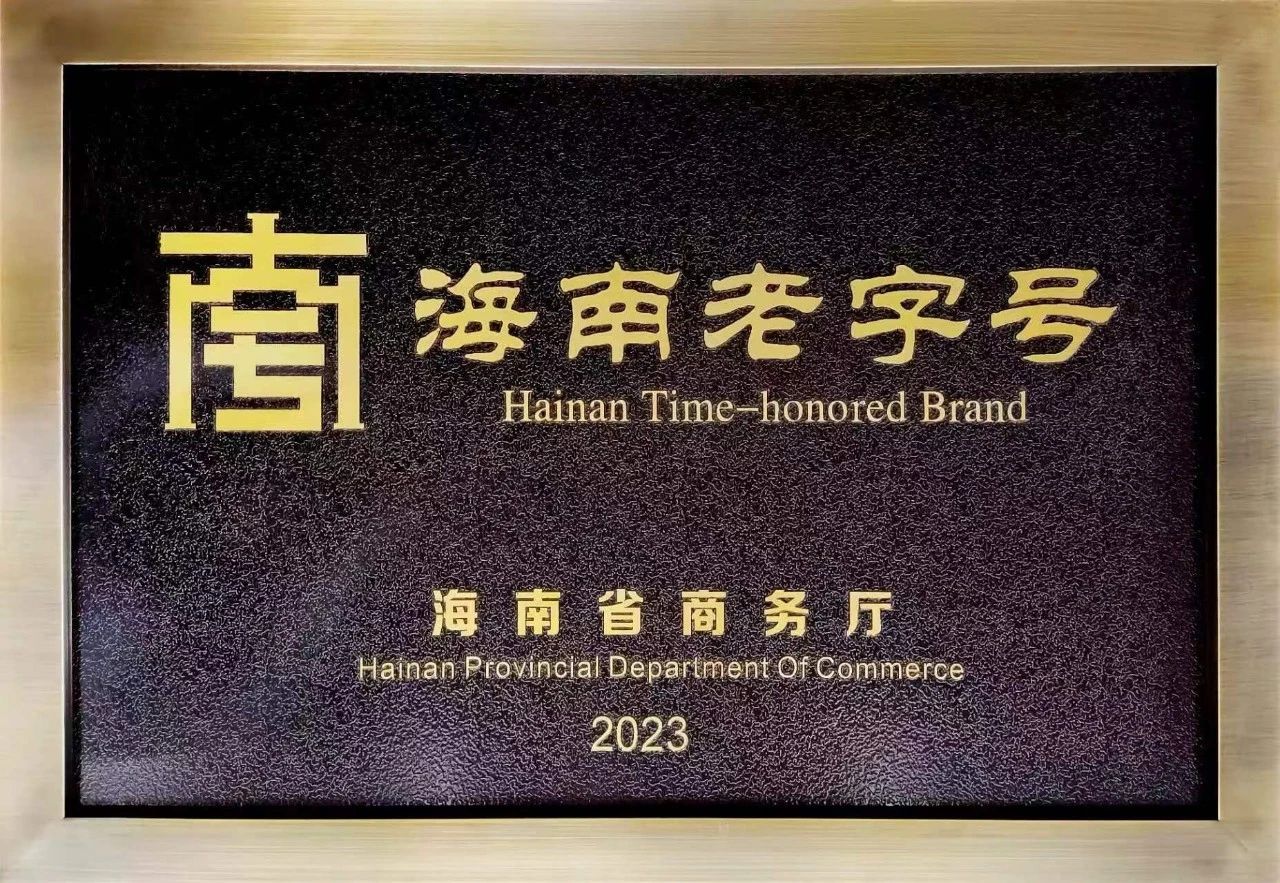 海南老字号
Hainan Time-honored Brand
海南省商务厅
Hainan Provincial Department Of Commerce
2023